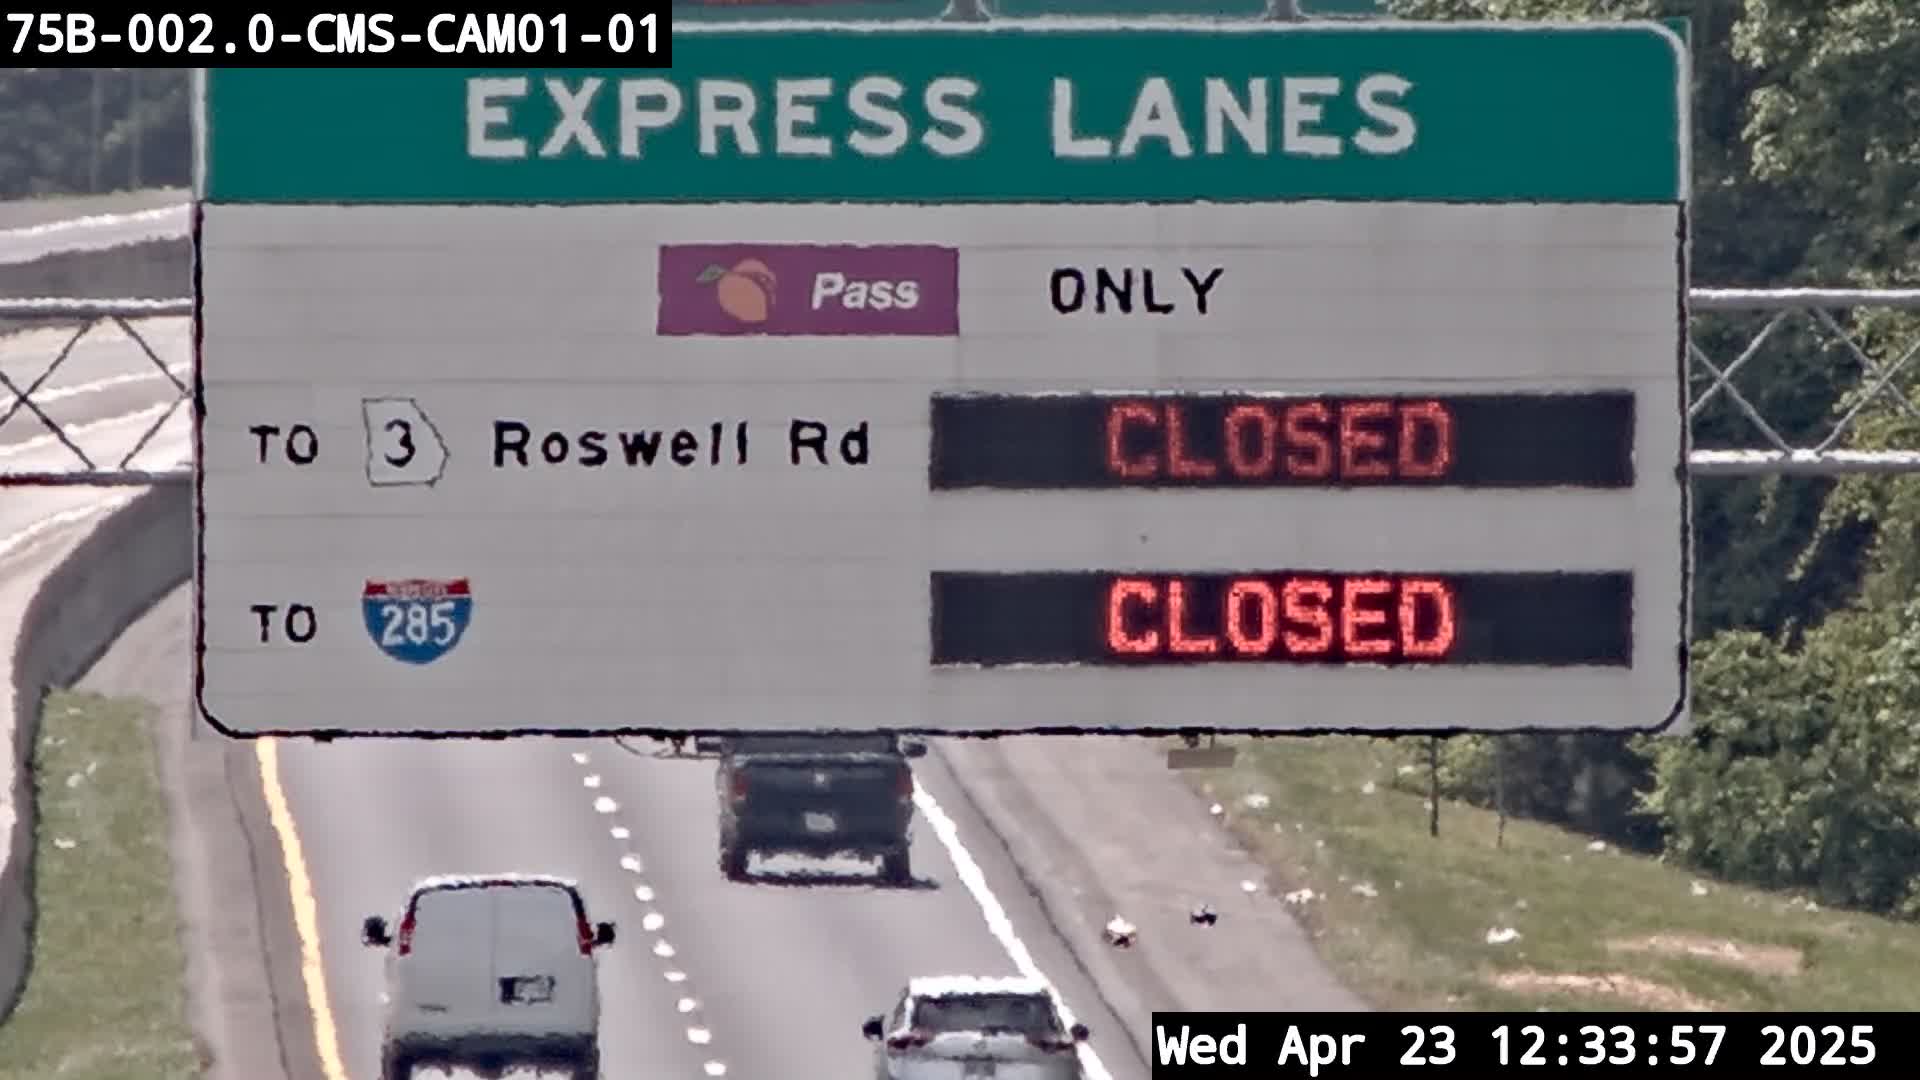 75B-002.0-CMS-CAM01-01
EXPRESS LANES
Pass ONLY
TO 3 Roswell Rd CLOSED
TO 285 CLOSED
Wed Apr 23 12:33:57 2025